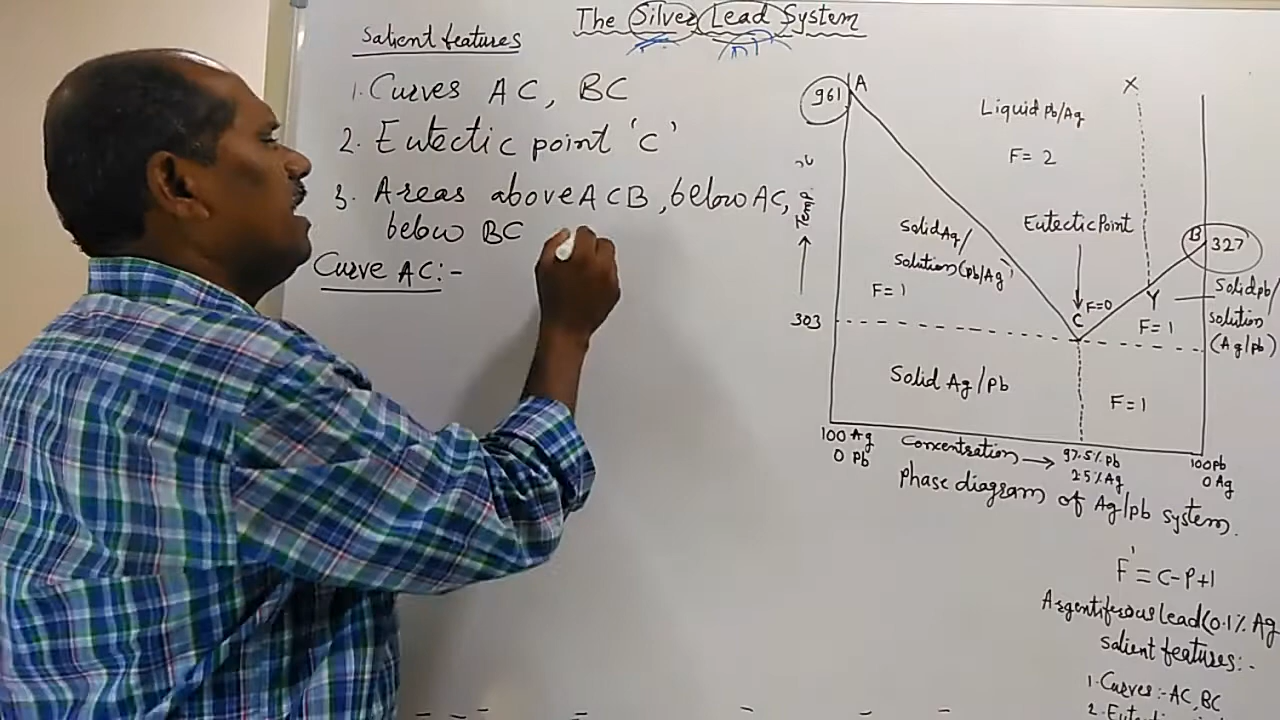 The Silver Lead System
Salient features
1. Curves AC, BC
2. Eutectic point 'C'
3. Areas above ACB, below AC,
below BC
Curve AC:-
961
A
X
Liquid Pb/Ag
F= 2
Temp. °C
Eutectic Point
B
327
Solid Ag/
Solution (Pb/Ag)
F= 1
F=0
C
Y
F= 1
Solid pb/
solution
(Ag/pb)
303
Solid Ag/Pb
F=1
100 Ag
0 Pb
Concentration
97.5% Pb
2.5% Ag
100 Pb
0 Ag
Phase diagram of Ag/pb system.
F' = C-P+1
Argentiferous Lead (0.1% Ag
Salient features:-
1. Curves:- AC, BC